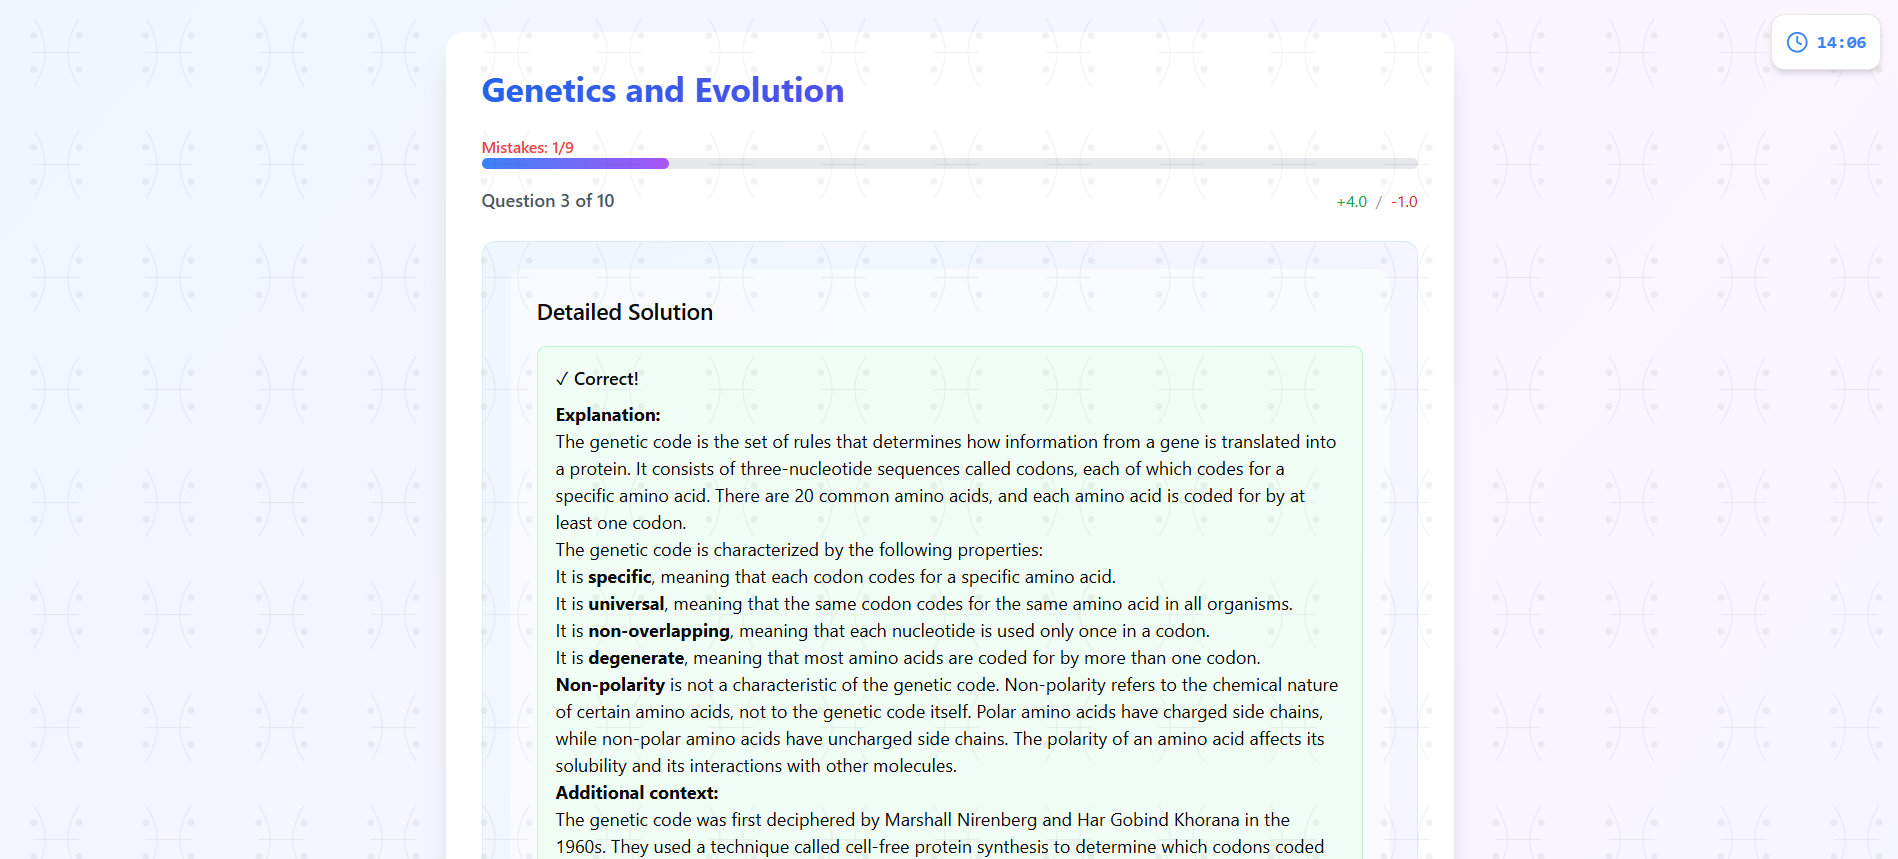 14:06
Genetics and Evolution
Mistakes: 1/9
Question 3 of 10
+4.0 / -1.0
Detailed Solution
✓ Correct!
Explanation:
The genetic code is the set of rules that determines how information from a gene is translated into
a protein. It consists of three-nucleotide sequences called codons, each of which codes for a
specific amino acid. There are 20 common amino acids, and each amino acid is coded for by at
least one codon.
The genetic code is characterized by the following properties:
It is specific, meaning that each codon codes for a specific amino acid.
It is universal, meaning that the same codon codes for the same amino acid in all organisms.
It is non-overlapping, meaning that each nucleotide is used only once in a codon.
It is degenerate, meaning that most amino acids are coded for by more than one codon.
Non-polarity is not a characteristic of the genetic code. Non-polarity refers to the chemical nature
of certain amino acids, not to the genetic code itself. Polar amino acids have charged side chains,
while non-polar amino acids have uncharged side chains. The polarity of an amino acid affects its
solubility and its interactions with other molecules.
Additional context:
The genetic code was first deciphered by Marshall Nirenberg and Har Gobind Khorana in the
1960s. They used a technique called cell-free protein synthesis to determine which codons coded